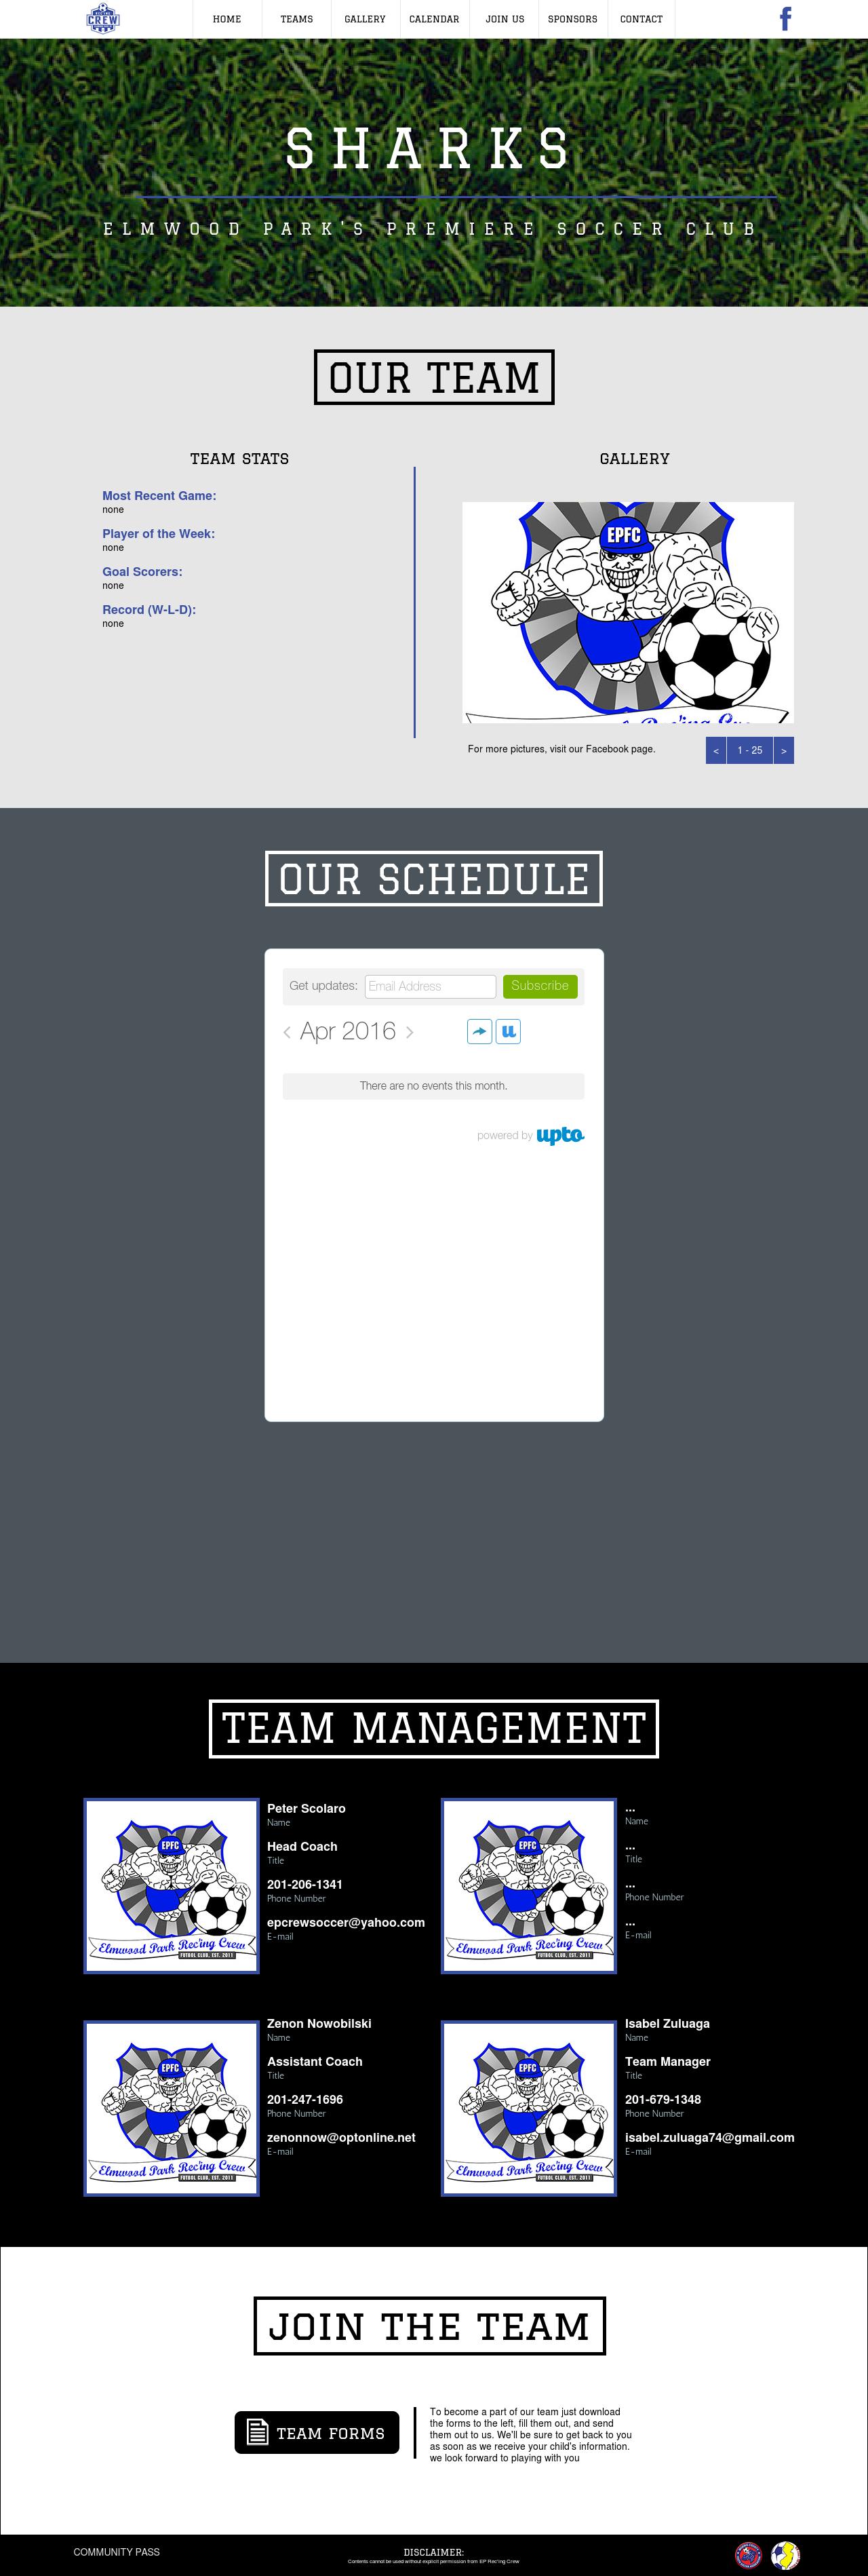 CREW
HOME
TEAMS
GALLERY
CALENDAR
JOIN US
SPONSORS
CONTACT
SHARKS
ELMWOOD PARK'S PREMIERE SOCCER CLUB
OUR TEAM
TEAM STATS
Most Recent Game:
none
Player of the Week:
none
Goal Scorers:
none
Record (W-L-D):
none
GALLERY
EPFC
For more pictures, visit our Facebook page.
< 1 - 25 >
OUR SCHEDULE
Get updates: Email Address Subscribe
Apr 2016
There are no events this month.
powered by upto
TEAM MANAGEMENT
EPFC
Elmwood Park Rec'ing Crew
FUTBOL CLUB, EST. 2011
Peter Scolaro
Name
Head Coach
Title
201-206-1341
Phone Number
epcrewsoccer@yahoo.com
E-mail
EPFC
Elmwood Park Rec'ing Crew
FUTBOL CLUB, EST. 2011
...
Name
...
Title
...
Phone Number
...
E-mail
EPFC
Elmwood Park Rec'ing Crew
FUTBOL CLUB, EST. 2011
Zenon Nowobilski
Name
Assistant Coach
Title
201-247-1696
Phone Number
zenonnow@optonline.net
E-mail
EPFC
Elmwood Park Rec'ing Crew
FUTBOL CLUB, EST. 2011
Isabel Zuluaga
Name
Team Manager
Title
201-679-1348
Phone Number
isabel.zuluaga74@gmail.com
E-mail
JOIN THE TEAM
TEAM FORMS
To become a part of our team just download
the forms to the left, fill them out, and send
them out to us. We'll be sure to get back to you
as soon as we receive your child's information.
we look forward to playing with you
COMMUNITY PASS
DISCLAIMER:
Contents cannot be used without explicit permission from EP Rec'ing Crew